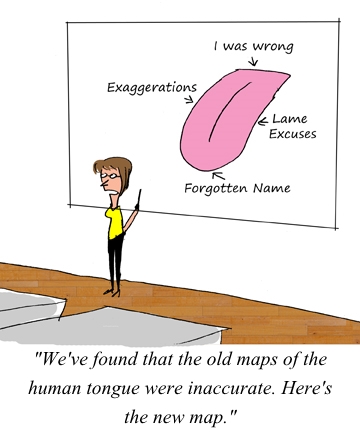 I was wrong
Exaggerations
Lame
Excuses
Forgotten Name
"We've found that the old maps of the
human tongue were inaccurate. Here's
the new map."